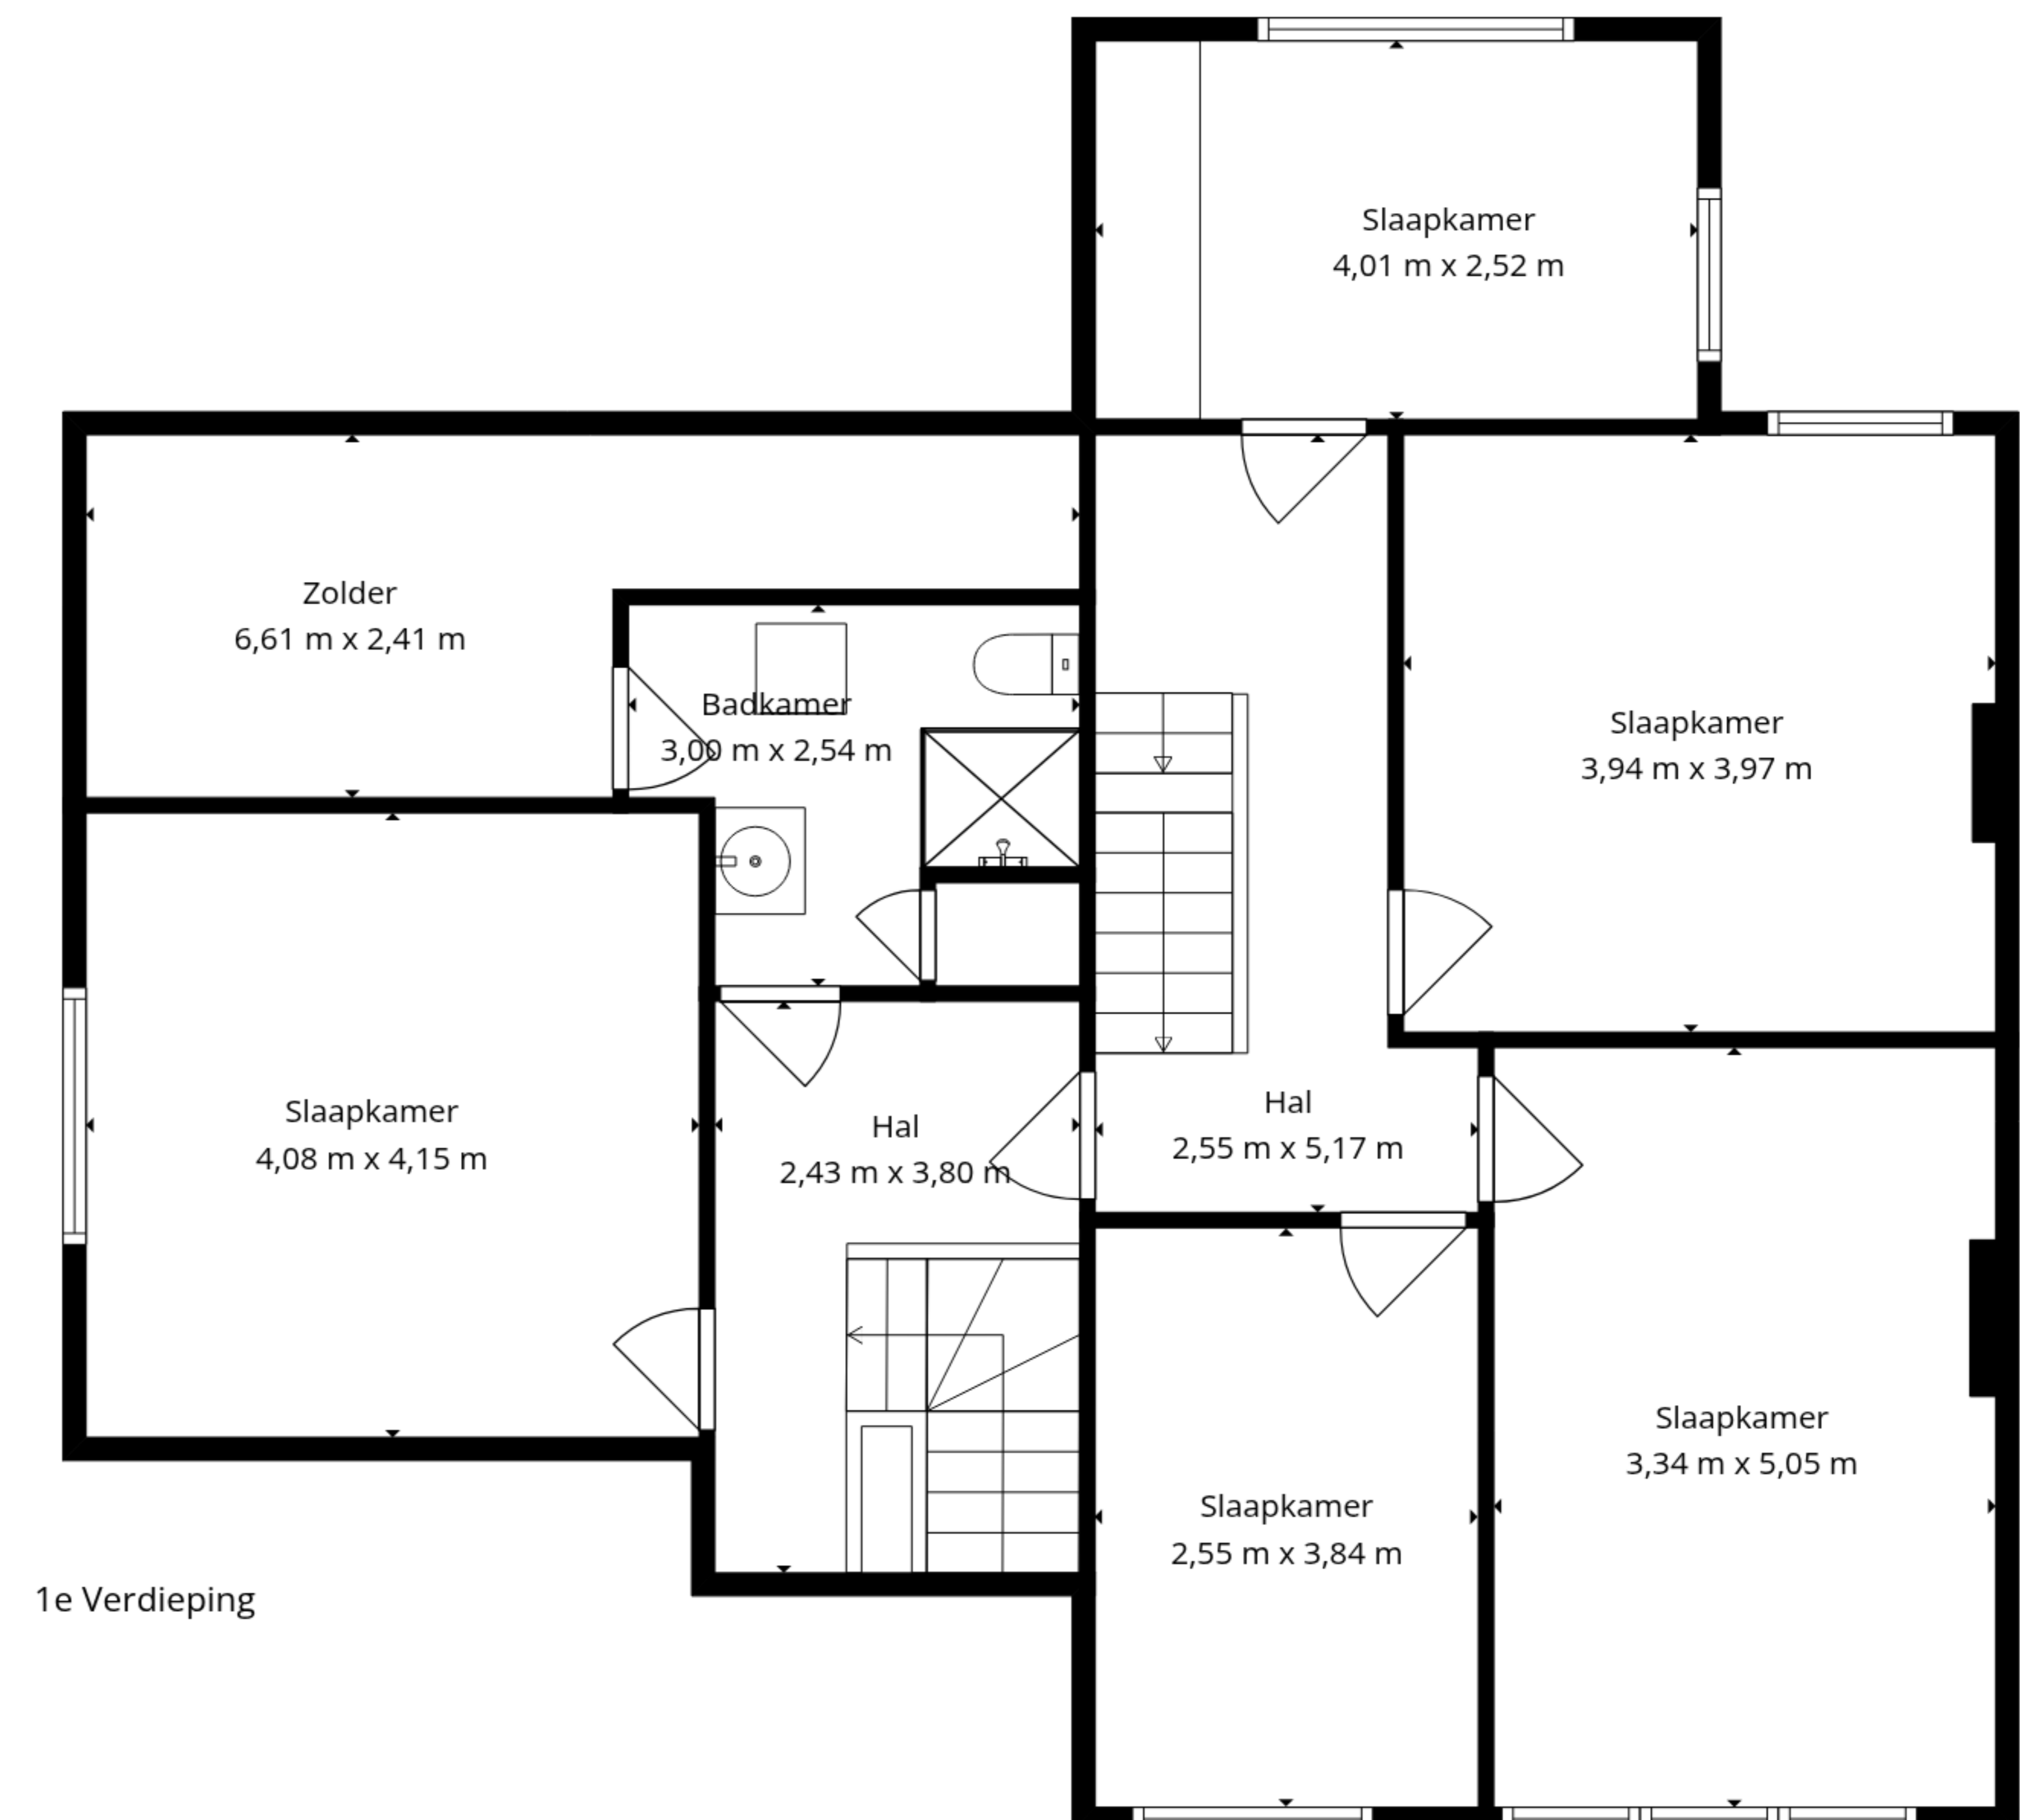 Slaapkamer
4,01 m x 2,52 m
Zolder
6,61 m x 2,41 m
Badkamer
3,00 m x 2,54 m
Slaapkamer
3,94 m x 3,97 m
Slaapkamer
4,08 m x 4,15 m
Hal
2,43 m x 3,80 m
Hal
2,55 m x 5,17 m
Slaapkamer
3,34 m x 5,05 m
Slaapkamer
2,55 m x 3,84 m
1e Verdieping